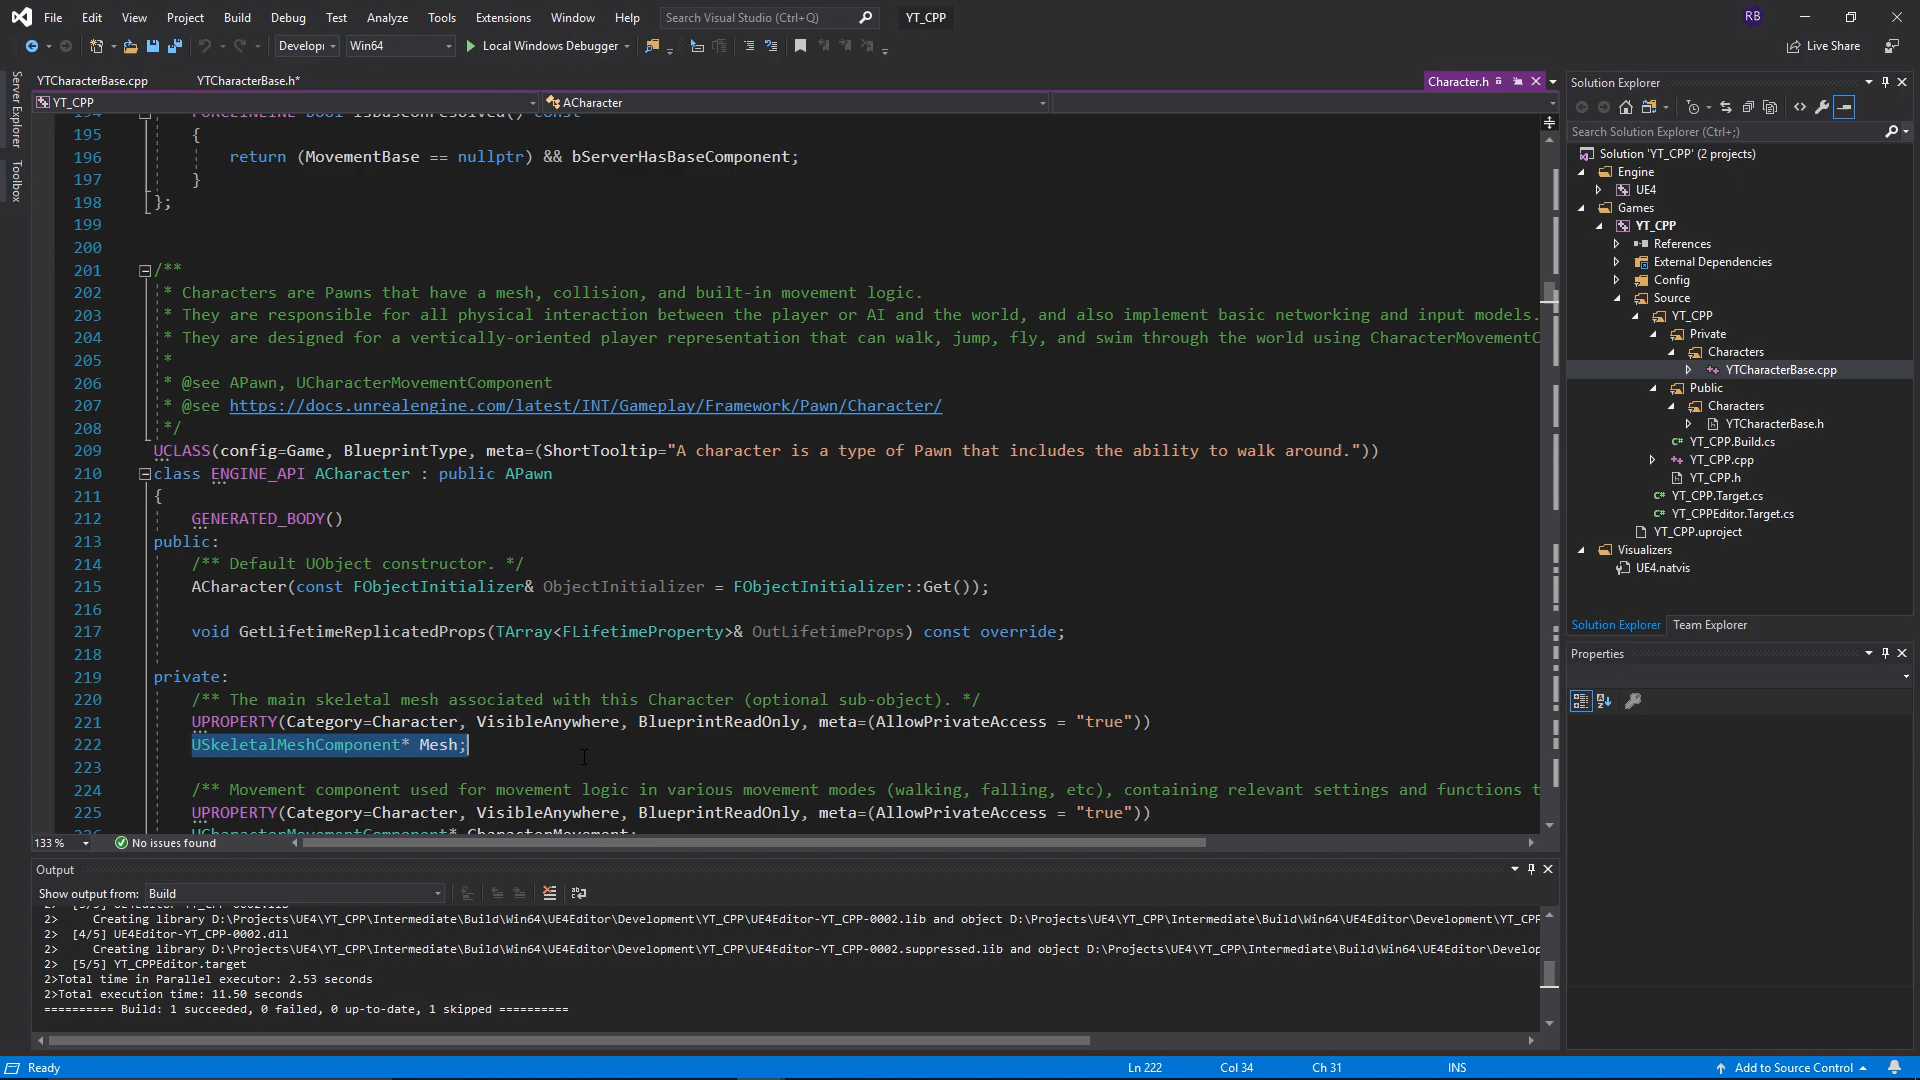 File Edit View Project Build Debug Test Analyze Tools Extensions Window Help Search Visual Studio (Ctrl+Q) YT_CPP RB
Develop Win64 Local Windows Debugger Live Share
Server Explorer
Toolbox
YTCharacterBase.cpp YTCharacterBase.h* Character.h
YT_CPP ACharacter
195 {
196 return (MovementBase == nullptr) && bServerHasBaseComponent;
197 }
198 };
199
200
201 /**
202 * Characters are Pawns that have a mesh, collision, and built-in movement logic.
203 * They are responsible for all physical interaction between the player or AI and the world, and also implement basic networking and input models.
204 * They are designed for a vertically-oriented player representation that can walk, jump, fly, and swim through the world using CharacterMovementC
205 *
206 * @see APawn, UCharacterMovementComponent
207 * @see https://docs.unrealengine.com/latest/INT/Gameplay/Framework/Pawn/Character/
208 */
209 UCLASS(config=Game, BlueprintType, meta=(ShortTooltip="A character is a type of Pawn that includes the ability to walk around."))
210 class ENGINE_API ACharacter : public APawn
211 {
212 GENERATED_BODY()
213 public:
214 /** Default UObject constructor. */
215 ACharacter(const FObjectInitializer& ObjectInitializer = FObjectInitializer::Get());
216
217 void GetLifetimeReplicatedProps(TArray<FLifetimeProperty>& OutLifetimeProps) const override;
218
219 private:
220 /** The main skeletal mesh associated with this Character (optional sub-object). */
221 UPROPERTY(Category=Character, VisibleAnywhere, BlueprintReadOnly, meta=(AllowPrivateAccess = "true"))
222 USkeletalMeshComponent* Mesh;
223
224 /** Movement component used for movement logic in various movement modes (walking, falling, etc), containing relevant settings and functions t
225 UPROPERTY(Category=Character, VisibleAnywhere, BlueprintReadOnly, meta=(AllowPrivateAccess = "true"))
133 % No issues found
Output
Show output from: Build
2> Creating library D:\Projects\UE4\YT_CPP\Intermediate\Build\Win64\UE4Editor\Development\YT_CPP\UE4Editor-YT_CPP-0002.lib and object D:\Projects\UE4\YT_CPP\Intermediate\Build\Win64\UE4Editor\Development\YT_CPP
2> [4/5] UE4Editor-YT_CPP-0002.dll
2> Creating library D:\Projects\UE4\YT_CPP\Intermediate\Build\Win64\UE4Editor\Development\YT_CPP\UE4Editor-YT_CPP-0002.suppressed.lib and object D:\Projects\UE4\YT_CPP\Intermediate\Build\Win64\UE4Editor\Develop
2> [5/5] YT_CPPEditor.target
2>Total time in Parallel executor: 2.53 seconds
2>Total execution time: 11.50 seconds
========== Build: 1 succeeded, 0 failed, 0 up-to-date, 1 skipped ==========
Solution Explorer
Search Solution Explorer (Ctrl+;)
Solution 'YT_CPP' (2 projects)
Engine
UE4
Games
YT_CPP
References
External Dependencies
Config
Source
YT_CPP
Private
Characters
YTCharacterBase.cpp
Public
Characters
YTCharacterBase.h
YT_CPP.Build.cs
YT_CPP.cpp
YT_CPP.h
YT_CPP.Target.cs
YT_CPPEditor.Target.cs
YT_CPP.uproject
Visualizers
UE4.natvis
Solution Explorer Team Explorer
Properties
Ready Ln 222 Col 34 Ch 31 INS Add to Source Control